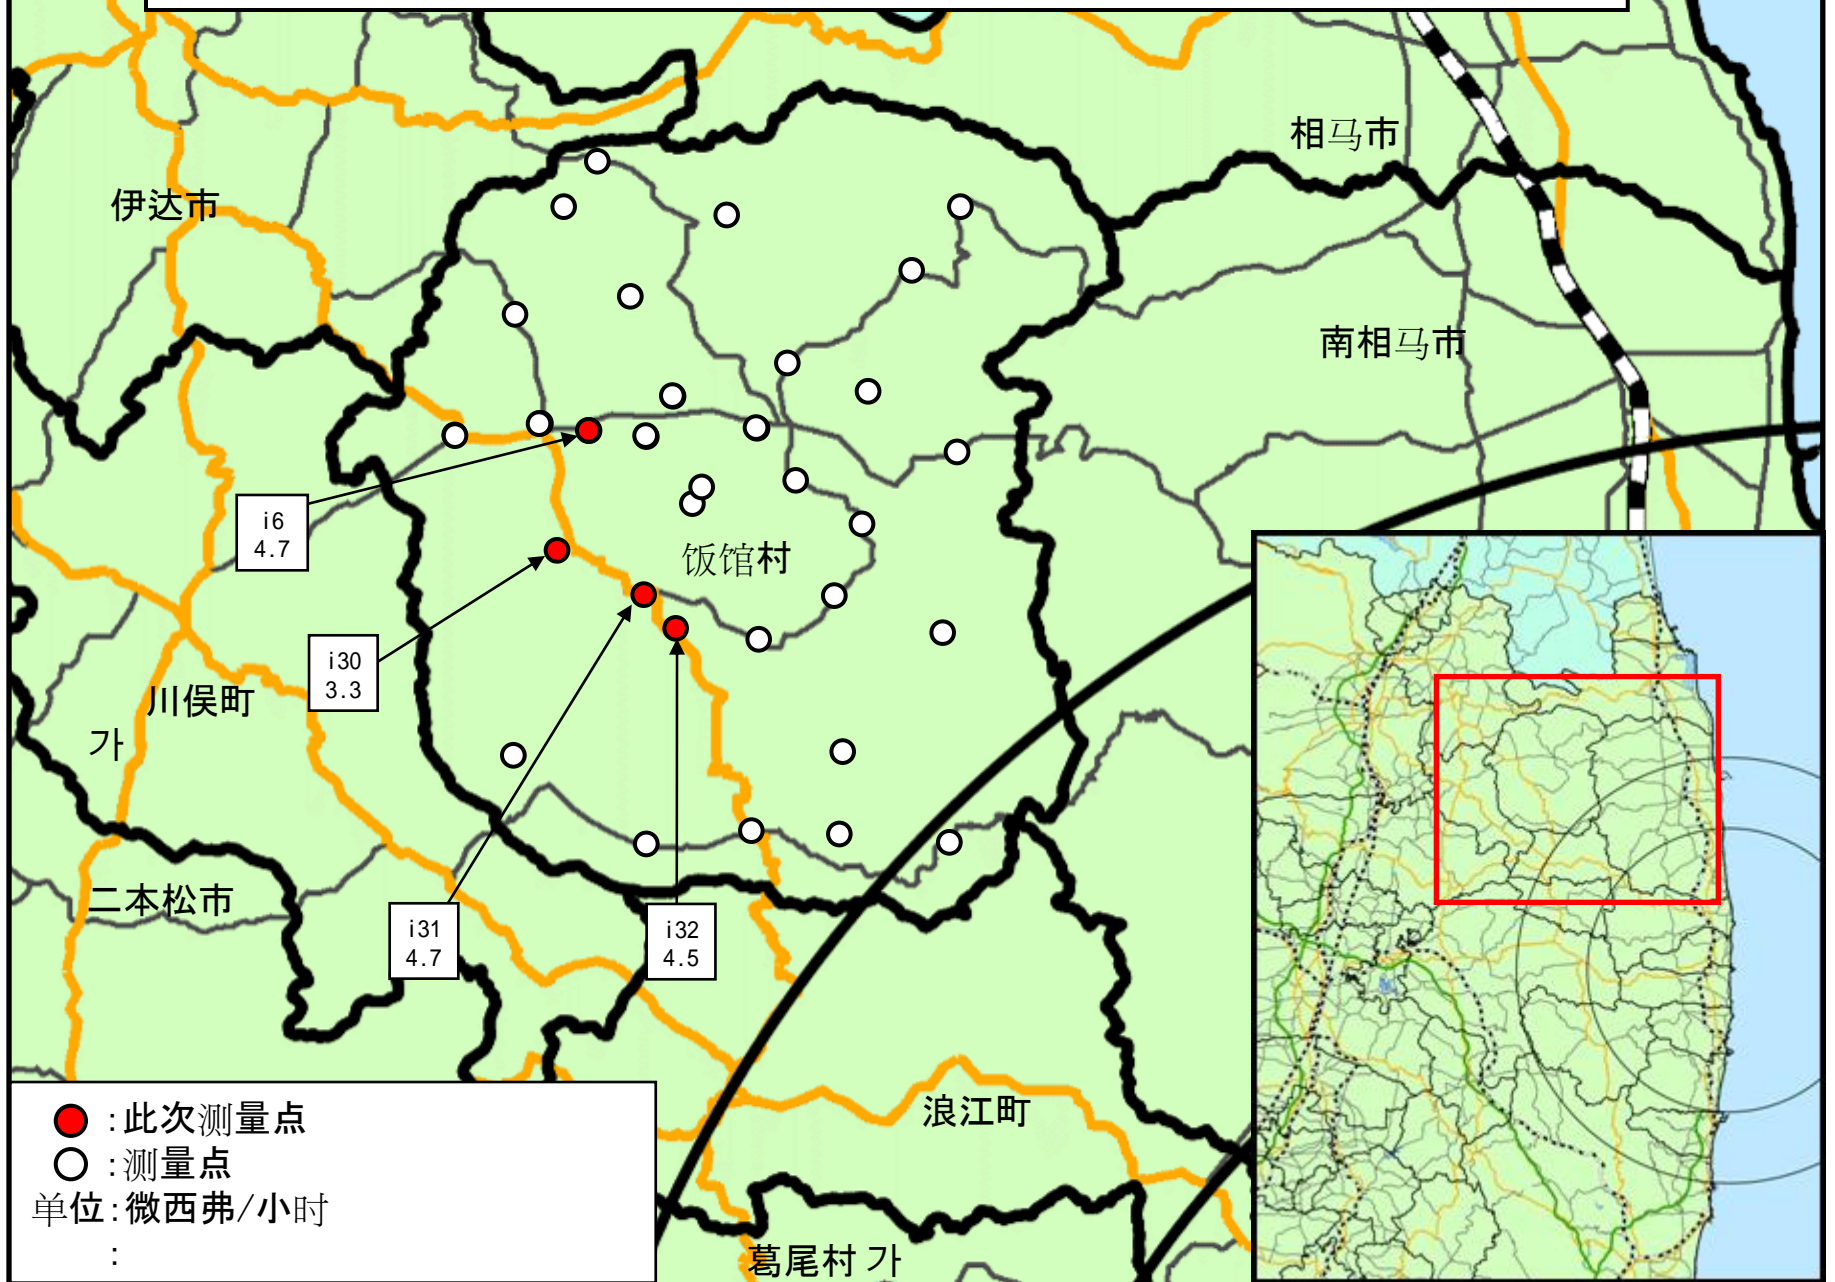 相马市
伊达市
南相马市
i6
4.7
饭馆村
i30
3.3
川俣町
가
二本松市
i31
4.7
i32
4.5
浪江町
:此次测量点
:测量点
单位:微西弗/小时
:
葛尾村 가